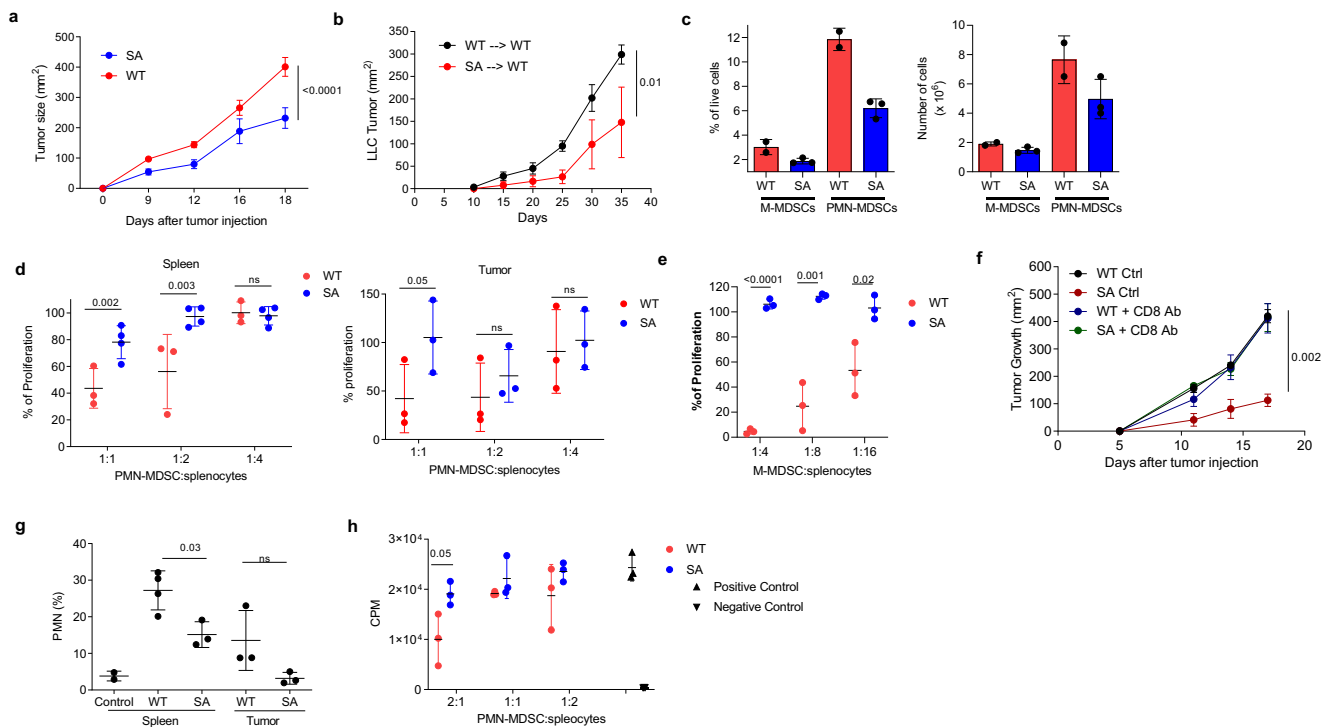 a
Tumor size (mm²)
500
400
300
200
100
0
SA
WT
<0.0001
0
9
12
16
18
Days after tumor injection
b
LLC Tumor (mm²)
350
300
250
200
150
100
50
0
WT --> WT
SA --> WT
0.01
0 5 10 15 20 25 30 35 40
Days
c
% of live cells
12
10
8
6
4
2
WT SA WT SA
M-MDSCs PMN-MDSCs
Number of cells
(x 10⁶)
10
8
6
4
2
0
WT SA WT SA
M-MDSCs PMN-MDSCs
d
Spleen
% of Proliferation
100
80
60
40
20
0
0.002
0.003
ns
WT
SA
1:1 1:2 1:4
PMN-MDSC:splenocytes
Tumor
% proliferation
150
100
50
0
0.05
ns
ns
WT
SA
1:1 1:2 1:4
PMN-MDSC:splenocytes
e
%of Proliferation
120
100
80
60
40
20
0
<0.0001
0.001
0.02
WT
SA
1:4 1:8 1:16
M-MDSC:splenocytes
f
Tumor Growth (mm²)
600
400
200
0
WT Ctrl
SA Ctrl
WT + CD8 Ab
SA + CD8 Ab
0.002
0 5 10 15 20
Days after tumor injection
g
PMN (%)
40
30
20
10
0
0.03
ns
Control WT SA WT SA
Spleen Tumor
h
CPM
3×10⁴
2×10⁴
1×10⁴
0
0.05
WT
SA
Positive Control
Negative Control
2:1 1:1 1:2
PMN-MDSC:spleocytes